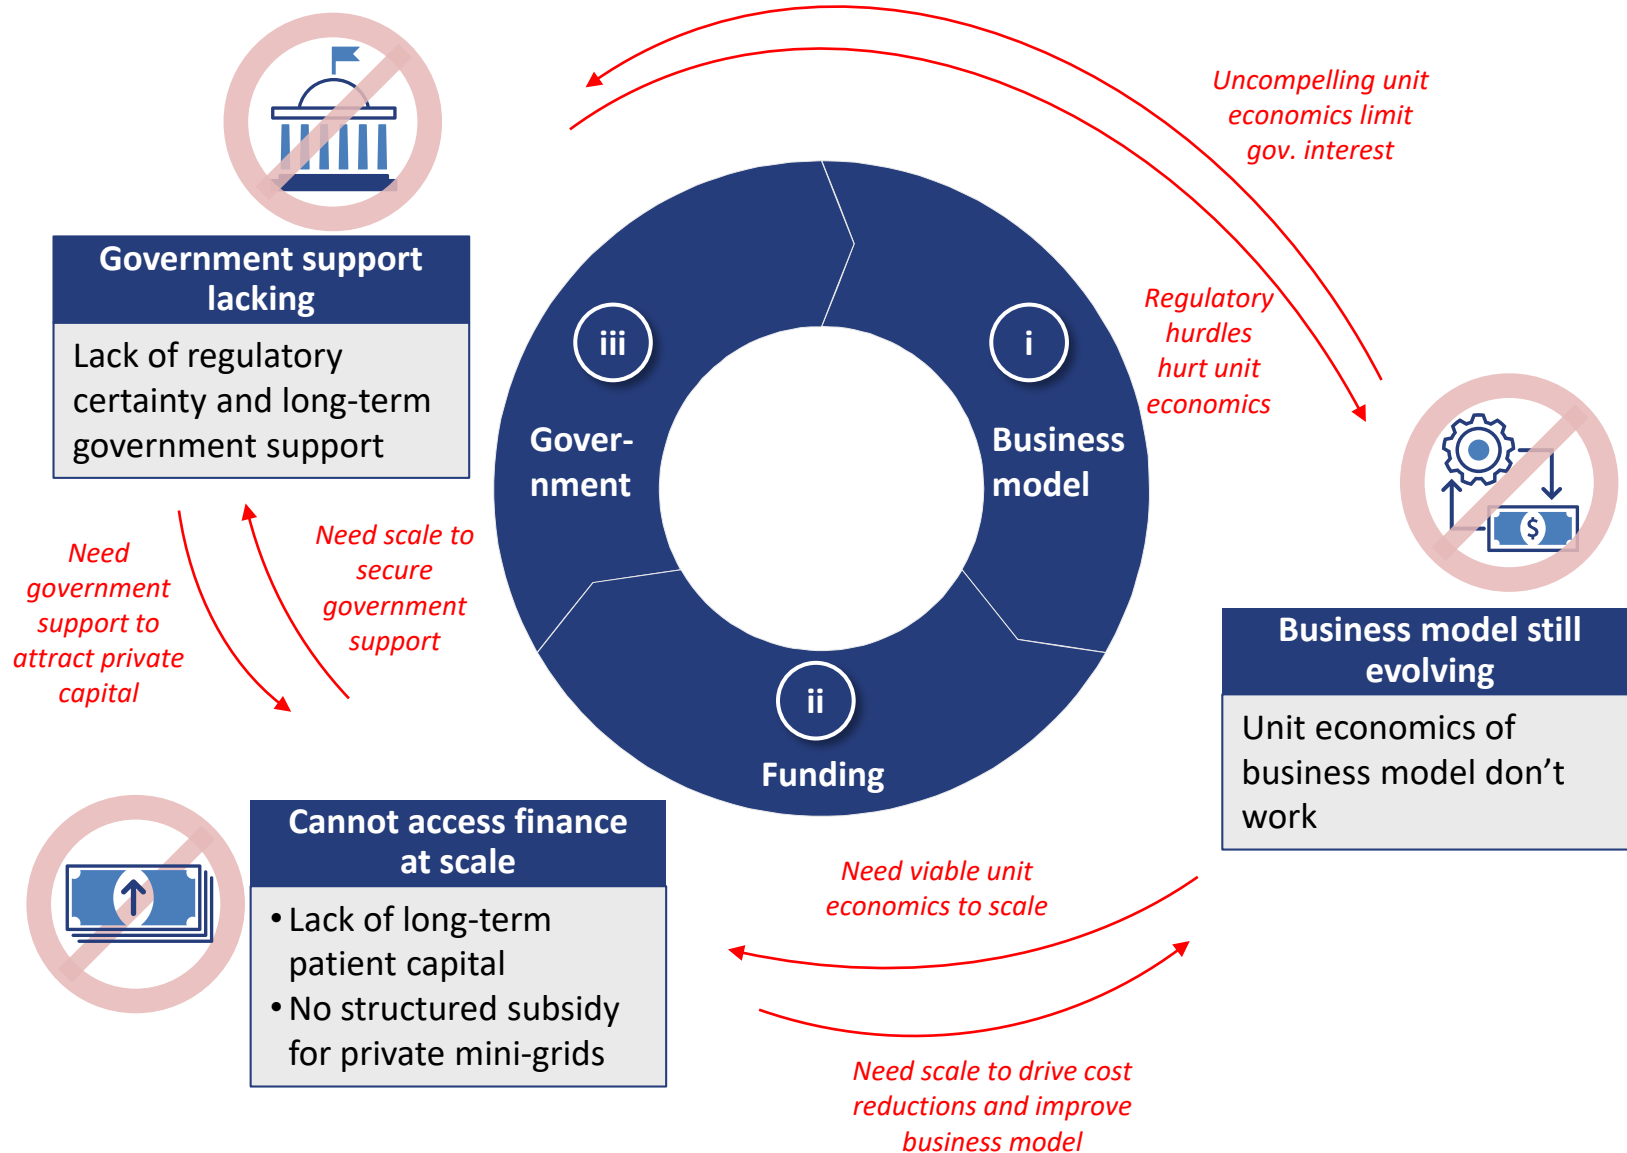 Uncompelling unit
economics limit
gov. interest
Government support
lacking
Lack of regulatory
certainty and long-term
government support
iii
Gover-
nment
i
Business
model
Regulatory
hurdles
hurt unit
economics
$
Need
government
support to
attract private
capital
Need scale to
secure
government
support
ii
Funding
Business model still
evolving
Unit economics of
business model don’t
work
Cannot access finance
at scale
• Lack of long-term
patient capital
• No structured subsidy
for private mini-grids
Need viable unit
economics to scale
Need scale to drive cost
reductions and improve
business model